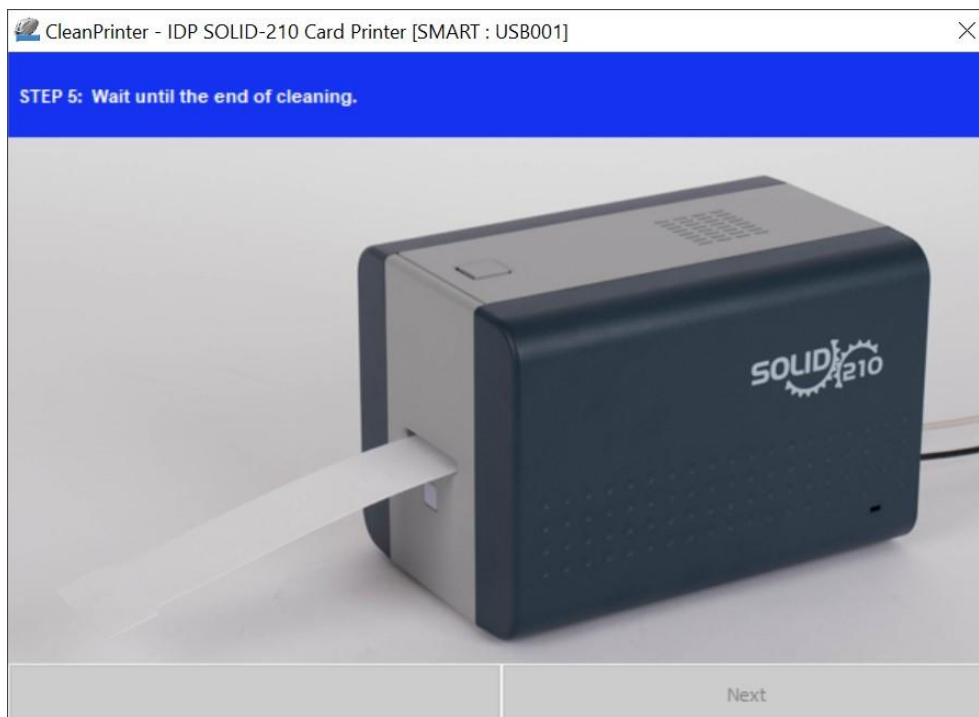 CleanPrinter - IDP SOLID-210 Card Printer [SMART : USB001]
STEP 5: Wait until the end of cleaning.
SOLID 210
Next